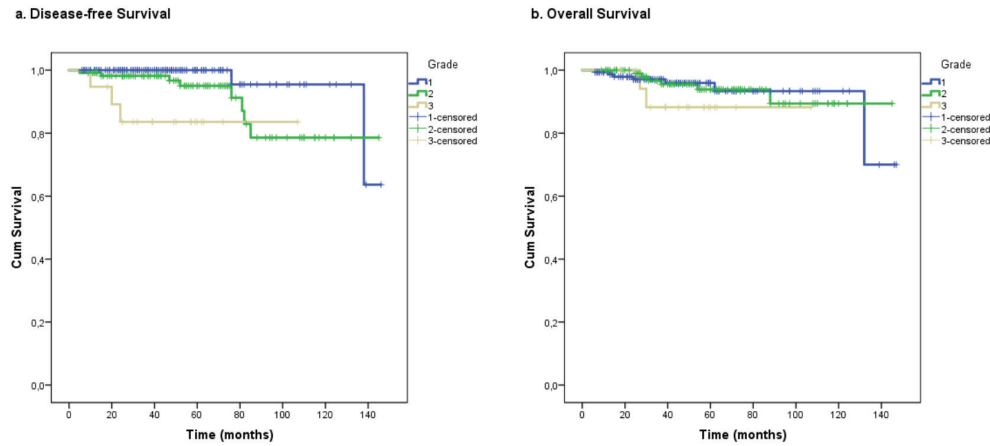 a. Disease-free Survival
Cum Survival
1,0
0,8
0,6
0,4
0,2
0,0
0 20 40 60 80 100 120 140
Time (months)
Grade
1
2
3
1-censored
2-censored
3-censored
b. Overall Survival
Cum Survival
1,0
0,8
0,6
0,4
0,2
0,0
0 20 40 60 80 100 120 140
Time (months)
Grade
1
2
3
1-censored
2-censored
3-censored